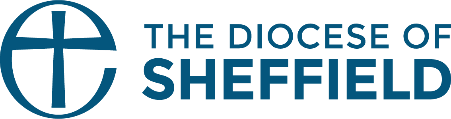 THE DIOCESE OF
SHEFFIELD